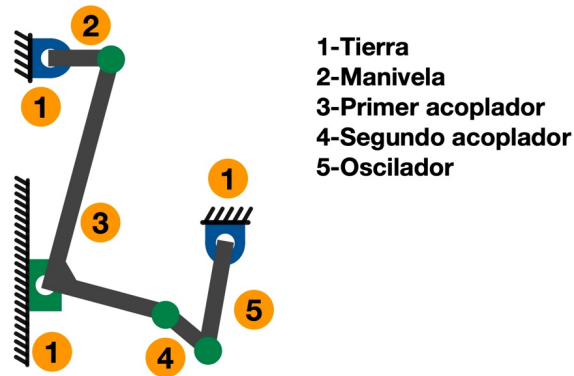 2
1
1-Tierra
2-Manivela
3-Primer acoplador
4-Segundo acoplador
5-Oscilador
1
3
5
1
4